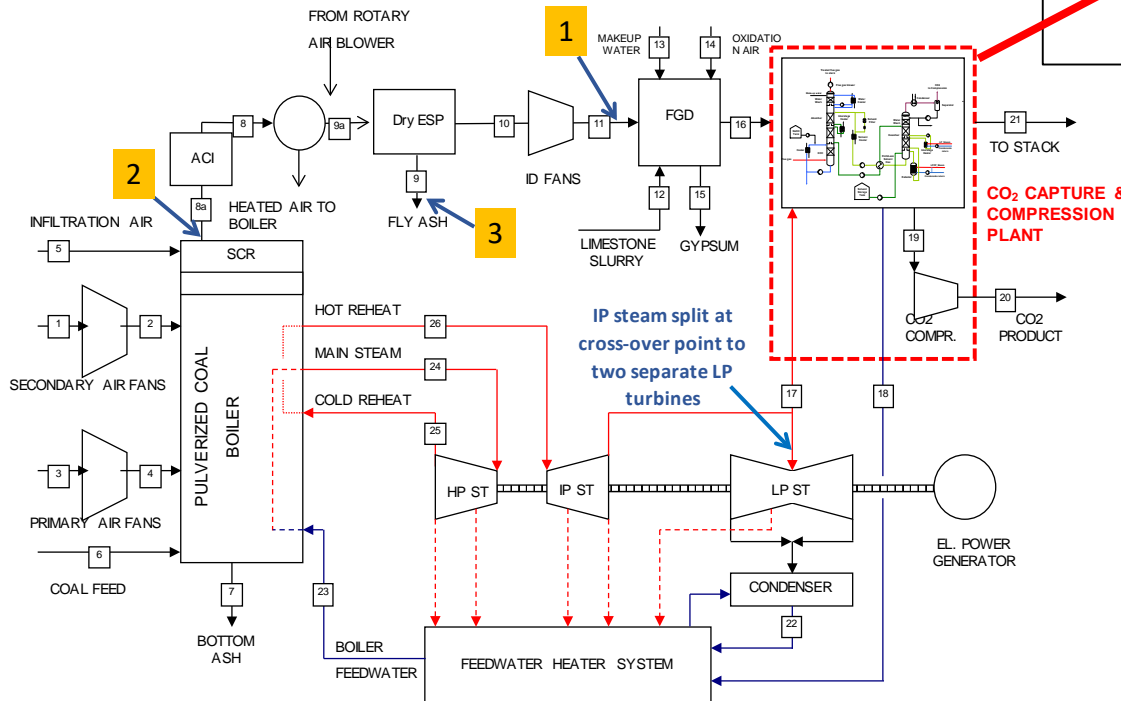 FROM ROTARY
AIR BLOWER
1
MAKEUP
WATER
13
14
OXIDATIO
N AIR
8
9a
Dry ESP
10
11
FGD
16
21
TO STACK
ACI
ID FANS
2
8a
HEATED AIR TO
BOILER
9
FLY ASH
3
12
LIMESTONE
SLURRY
15
GYPSUM
CO₂ CAPTURE &
COMPRESSION
PLANT
INFILTRATION AIR
5
SCR
19
20
CO2
COMPR.
CO2
PRODUCT
HOT REHEAT
26
IP steam split at
cross-over point to
two separate LP
turbines
1
2
MAIN STEAM
24
SECONDARY AIR FANS
COLD REHEAT
25
17
18
PULVERIZED COAL
BOILER
3
4
HP ST
IP ST
LP ST
PRIMARY AIR FANS
6
COAL FEED
EL. POWER
GENERATOR
7
23
CONDENSER
22
BOTTOM
ASH
BOILER
FEEDWATER
FEEDWATER HEATER SYSTEM